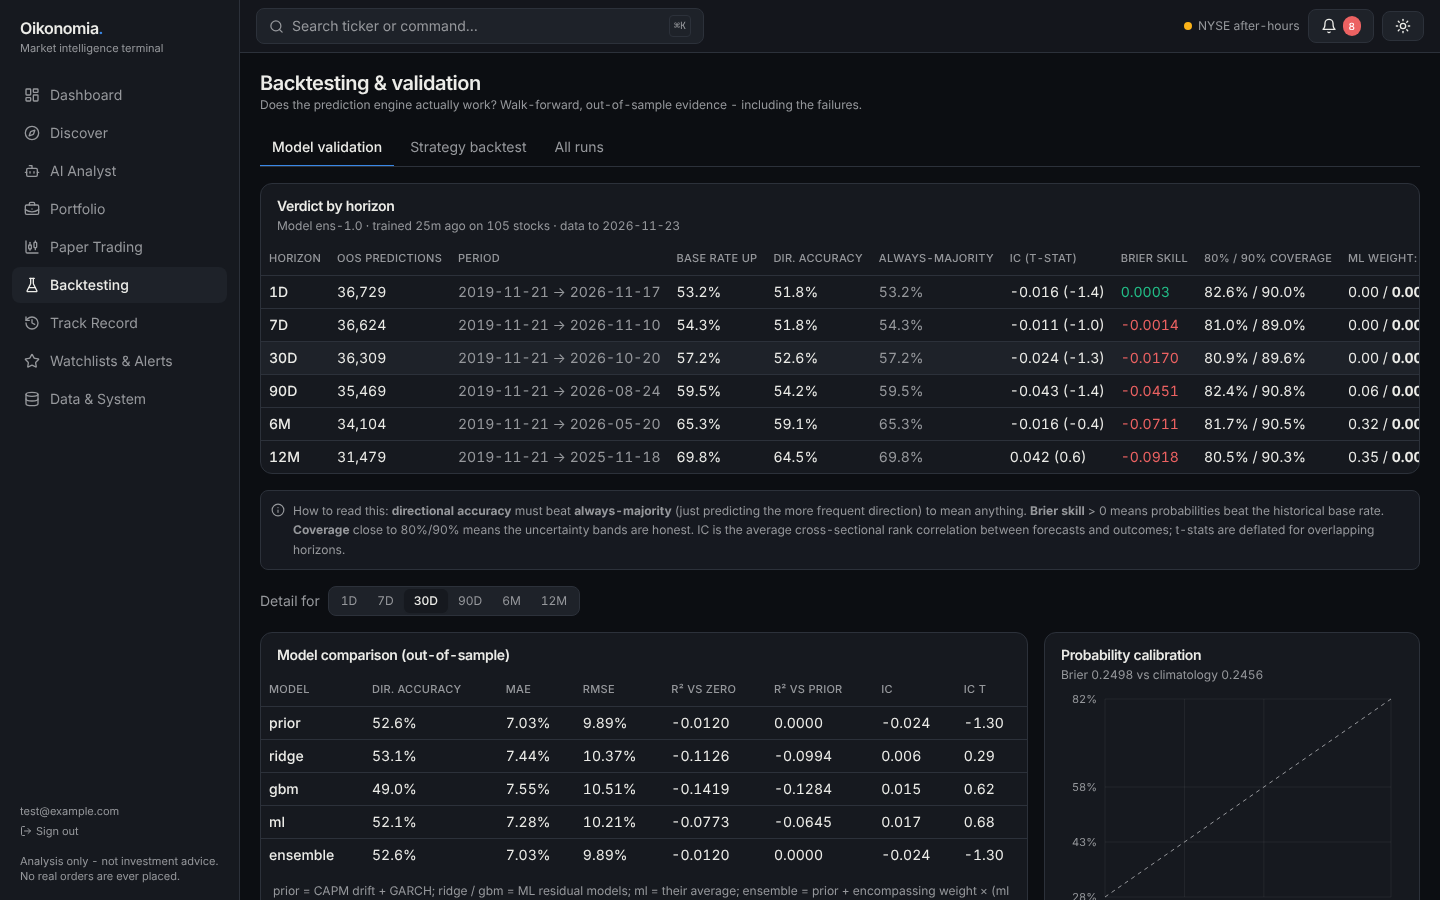 Oikonomia.
Market intelligence terminal
Dashboard
Discover
AI Analyst
Portfolio
Paper Trading
Backtesting
Track Record
Watchlists & Alerts
Data & System
test@example.com
Sign out
Analysis only - not investment advice.
No real orders are ever placed.
Search ticker or command... ⌘K
NYSE after-hours 8
Backtesting & validation
Does the prediction engine actually work? Walk-forward, out-of-sample evidence - including the failures.
Model validation Strategy backtest All runs
Verdict by horizon
Model ens-1.0 · trained 25m ago on 105 stocks · data to 2026-11-23
HORIZON OOS PREDICTIONS PERIOD BASE RATE UP DIR. ACCURACY ALWAYS-MAJORITY IC (T-STAT) BRIER SKILL 80% / 90% COVERAGE ML WEIGHT:
1D 36,729 2019-11-21 → 2026-11-17 53.2% 51.8% 53.2% -0.016 (-1.4) 0.0003 82.6% / 90.0% 0.00 / 0.00
7D 36,624 2019-11-21 → 2026-11-10 54.3% 51.8% 54.3% -0.011 (-1.0) -0.0014 81.0% / 89.0% 0.00 / 0.00
30D 36,309 2019-11-21 → 2026-10-20 57.2% 52.6% 57.2% -0.024 (-1.3) -0.0170 80.9% / 89.6% 0.00 / 0.00
90D 35,469 2019-11-21 → 2026-08-24 59.5% 54.2% 59.5% -0.043 (-1.4) -0.0451 82.4% / 90.8% 0.06 / 0.00
6M 34,104 2019-11-21 → 2026-05-20 65.3% 59.1% 65.3% -0.016 (-0.4) -0.0711 81.7% / 90.5% 0.32 / 0.00
12M 31,479 2019-11-21 → 2025-11-18 69.8% 64.5% 69.8% 0.042 (0.6) -0.0918 80.5% / 90.3% 0.35 / 0.00
How to read this: directional accuracy must beat always-majority (just predicting the more frequent direction) to mean anything. Brier skill > 0 means probabilities beat the historical base rate.
Coverage close to 80%/90% means the uncertainty bands are honest. IC is the average cross-sectional rank correlation between forecasts and outcomes; t-stats are deflated for overlapping
horizons.
Detail for 1D 7D 30D 90D 6M 12M
Model comparison (out-of-sample)
MODEL DIR. ACCURACY MAE RMSE R² VS ZERO R² VS PRIOR IC IC T
prior 52.6% 7.03% 9.89% -0.0120 0.0000 -0.024 -1.30
ridge 53.1% 7.44% 10.37% -0.1126 -0.0994 0.006 0.29
gbm 49.0% 7.55% 10.51% -0.1419 -0.1284 0.015 0.62
ml 52.1% 7.28% 10.21% -0.0773 -0.0645 0.017 0.68
ensemble 52.6% 7.03% 9.89% -0.0120 0.0000 -0.024 -1.30
prior = CAPM drift + GARCH; ridge / gbm = ML residual models; ml = their average; ensemble = prior + encompassing weight × (ml
Probability calibration
Brier 0.2498 vs climatology 0.2456
82%
58%
43%
28%